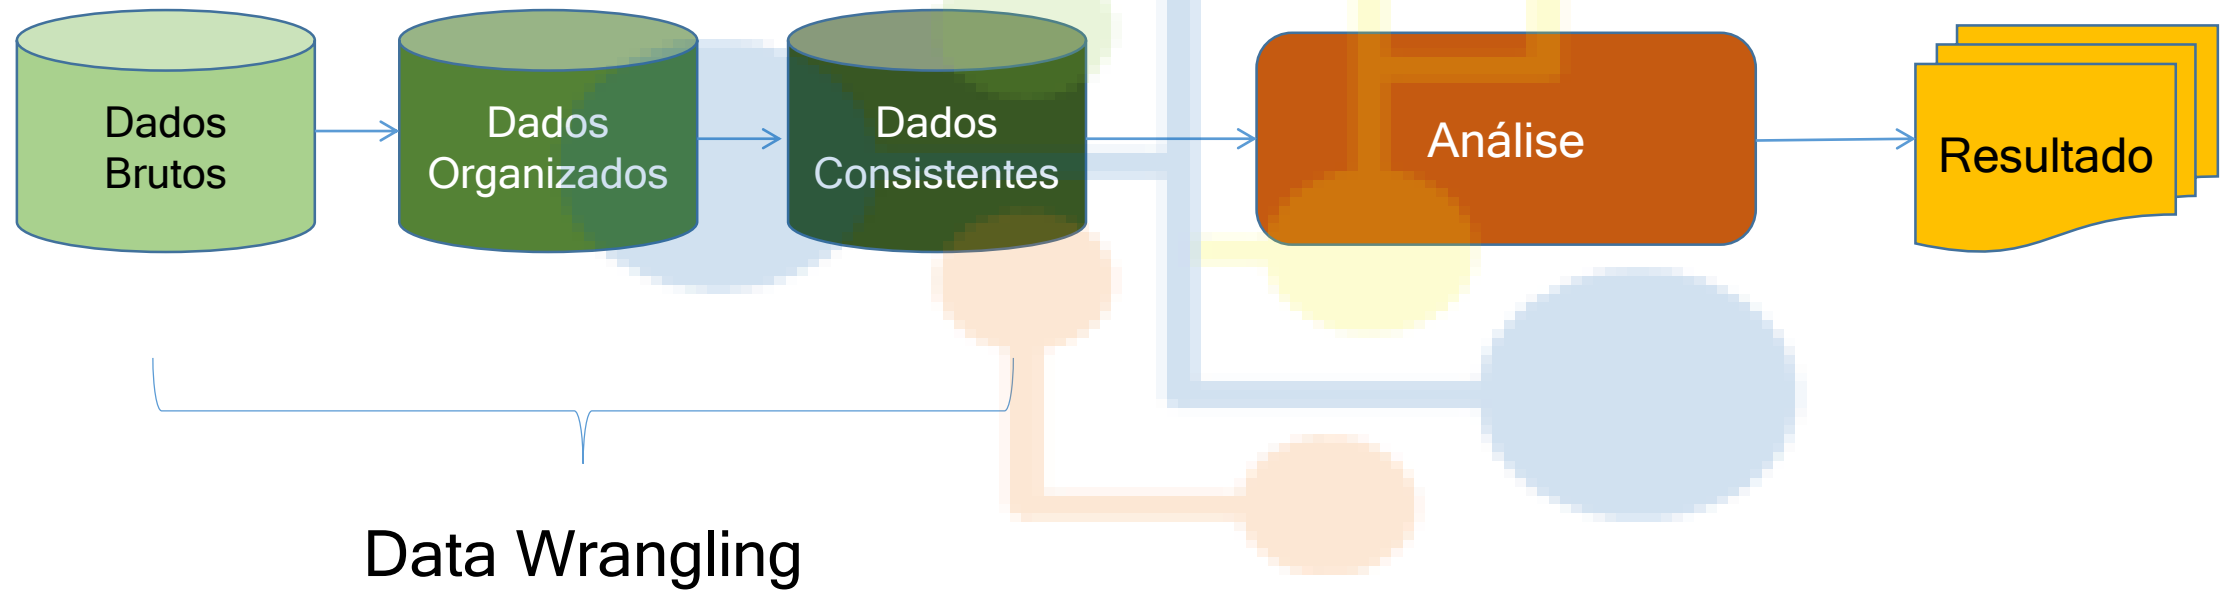 Dados
Brutos
Dados
Organizados
Dados
Consistentes
Análise
Resultado
Data Wrangling